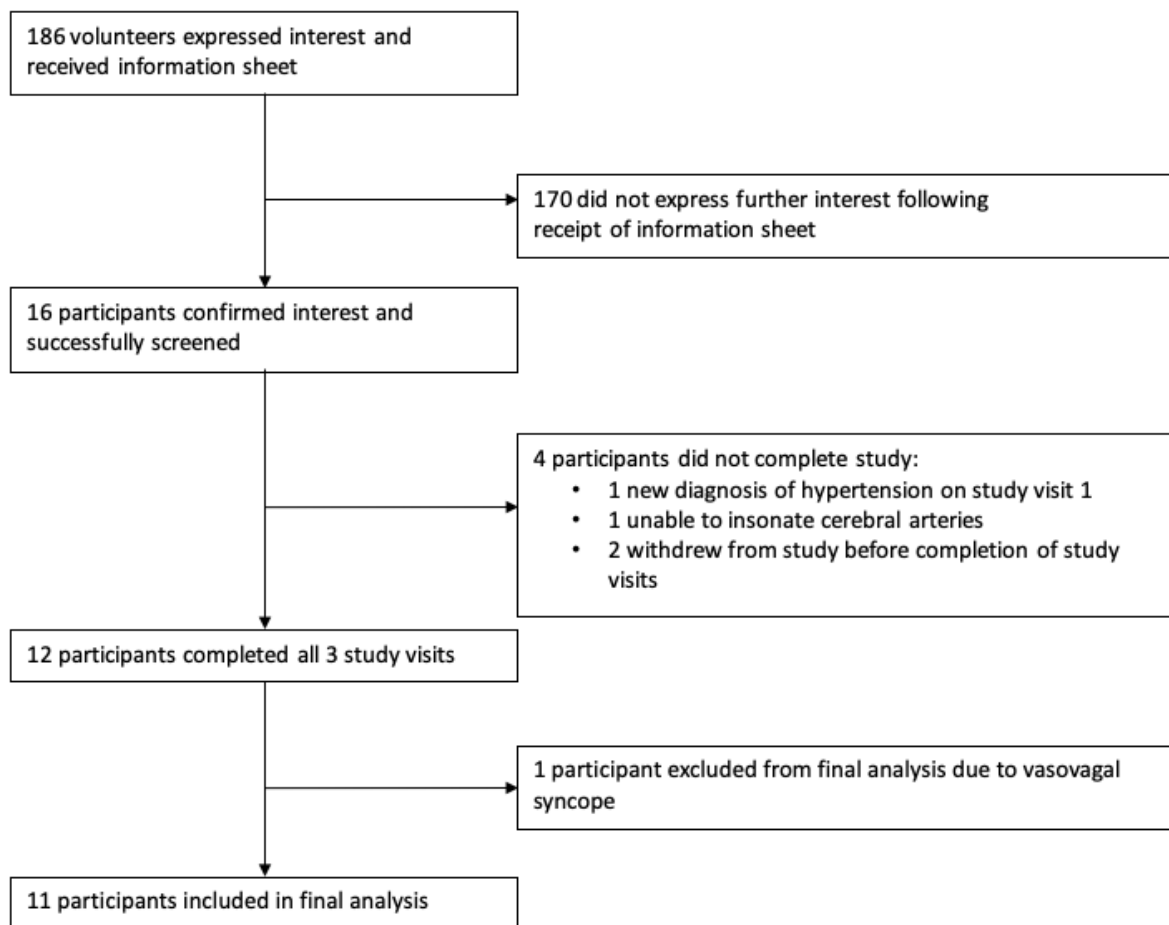 186 volunteers expressed interest and
received information sheet
170 did not express further interest following
receipt of information sheet
16 participants confirmed interest and
successfully screened
4 participants did not complete study:
• 1 new diagnosis of hypertension on study visit 1
• 1 unable to insonate cerebral arteries
• 2 withdrew from study before completion of study
visits
12 participants completed all 3 study visits
1 participant excluded from final analysis due to vasovagal
syncope
11 participants included in final analysis